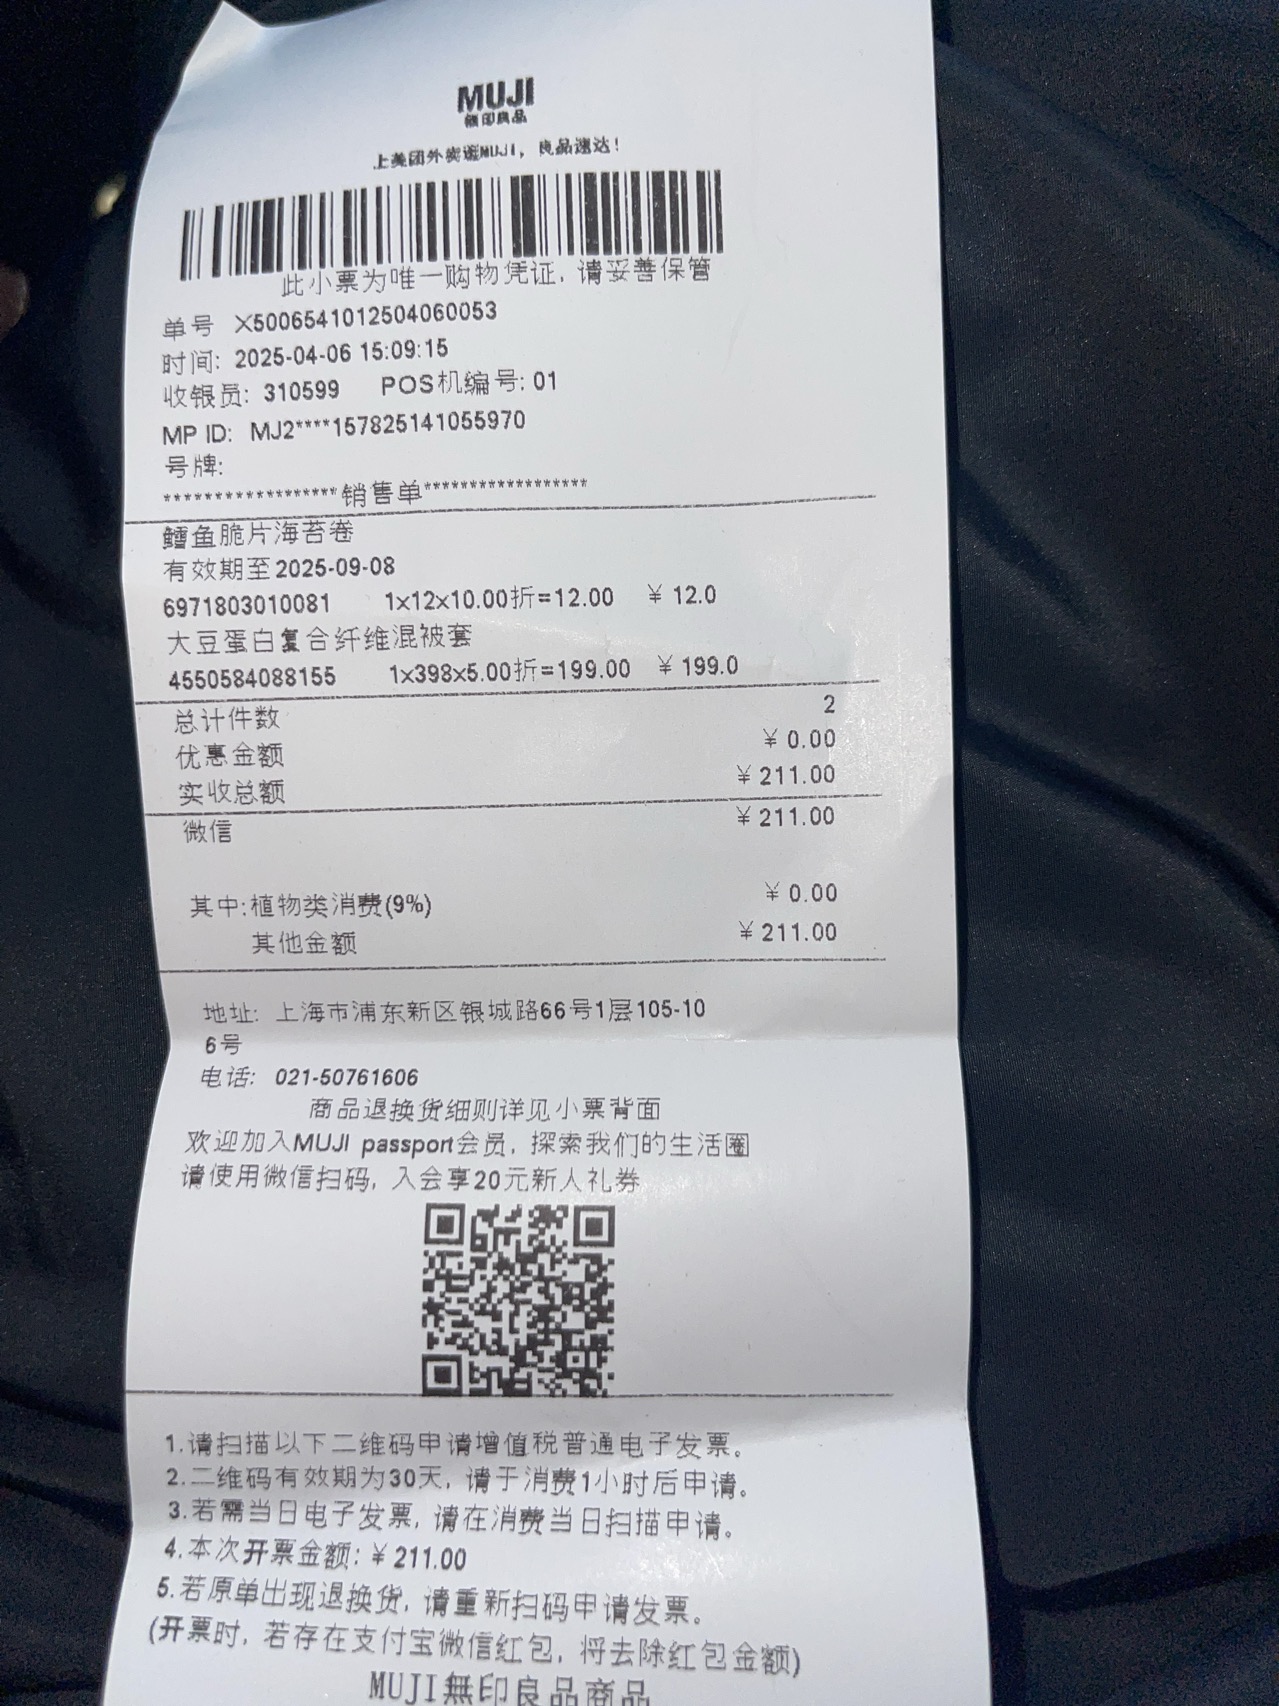 MUJI
無印良品
上美团外卖逛MUJI，良品速达！
此小票为唯一购物凭证，请妥善保管
单号 X5006541012504060053
时间: 2025-04-06 15:09:15
收银员: 310599 POS机编号: 01
MP ID: MJ2****157825141055970
号牌:
******************销售单******************
鳕鱼脆片海苔卷
有效期至2025-09-08
6971803010081 1x12x10.00折=12.00 ￥12.0
大豆蛋白复合纤维混被套
4550584088155 1x398x5.00折=199.00 ￥199.0
总计件数 2
优惠金额 ￥0.00
实收总额 ￥211.00
微信 ￥211.00
其中:植物类消费(9%) ￥0.00
其他金额 ￥211.00
地址: 上海市浦东新区银城路66号1层105-10
6号
电话: 021-50761606
商品退换货细则详见小票背面
欢迎加入MUJI passport会员，探索我们的生活圈
请使用微信扫码，入会享20元新人礼券
1.请扫描以下二维码申请增值税普通电子发票。
2.二维码有效期为30天，请于消费1小时后申请。
3.若需当日电子发票，请在消费当日扫描申请。
4.本次开票金额:￥211.00
5.若原单出现退换货，请重新扫码申请发票。
(开票时，若存在支付宝微信红包，将去除红包金额)
MUJI無印良品商品